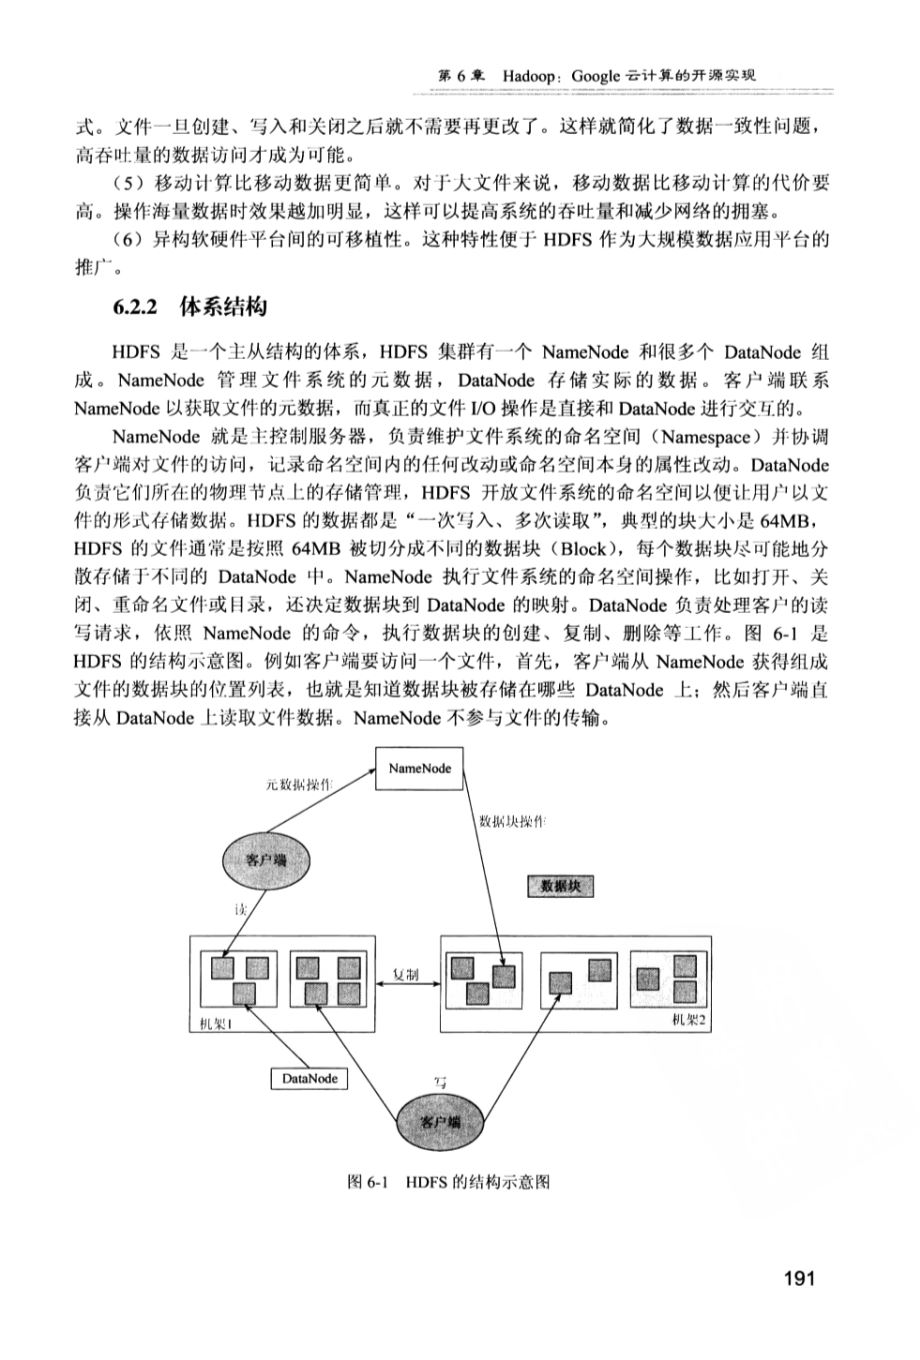 第 6 章 Hadoop：Google 云计算的开源实现
式。文件一旦创建、写入和关闭之后就不需要再更改了。这样就简化了数据一致性问题，
高吞吐量的数据访问才成为可能。
（5）移动计算比移动数据更简单。对于大文件来说，移动数据比移动计算的代价要
高。操作海量数据时效果越加明显，这样可以提高系统的吞吐量和减少网络的拥塞。
（6）异构软硬件平台间的可移植性。这种特性便于 HDFS 作为大规模数据应用平台的
推广。
6.2.2 体系结构
HDFS 是一个主从结构的体系，HDFS 集群有一个 NameNode 和很多个 DataNode 组
成。NameNode 管理文件系统的元数据，DataNode 存储实际的数据。客户端联系
NameNode 以获取文件的元数据，而真正的文件 I/O 操作是直接和 DataNode 进行交互的。
NameNode 就是主控制服务器，负责维护文件系统的命名空间（Namespace）并协调
客户端对文件的访问，记录命名空间内的任何改动或命名空间本身的属性改动。DataNode
负责它们所在的物理节点上的存储管理，HDFS 开放文件系统的命名空间以便让用户以文
件的形式存储数据。HDFS 的数据都是“一次写入、多次读取”，典型的块大小是 64MB，
HDFS 的文件通常是按照 64MB 被切分成不同的数据块（Block），每个数据块尽可能地分
散存储于不同的 DataNode 中。NameNode 执行文件系统的命名空间操作，比如打开、关
闭、重命名文件或目录，还决定数据块到 DataNode 的映射。DataNode 负责处理客户的读
写请求，依照 NameNode 的命令，执行数据块的创建、复制、删除等工作。图 6-1 是
HDFS 的结构示意图。例如客户端要访问一个文件，首先，客户端从 NameNode 获得组成
文件的数据块的位置列表，也就是知道数据块被存储在哪些 DataNode 上；然后客户端直
接从 DataNode 上读取文件数据。NameNode 不参与文件的传输。
NameNode
元数据操作
数据块操作
客户端
数据块
读
复制
机架1
机架2
DataNode
写
客户端
图 6-1 HDFS 的结构示意图
191